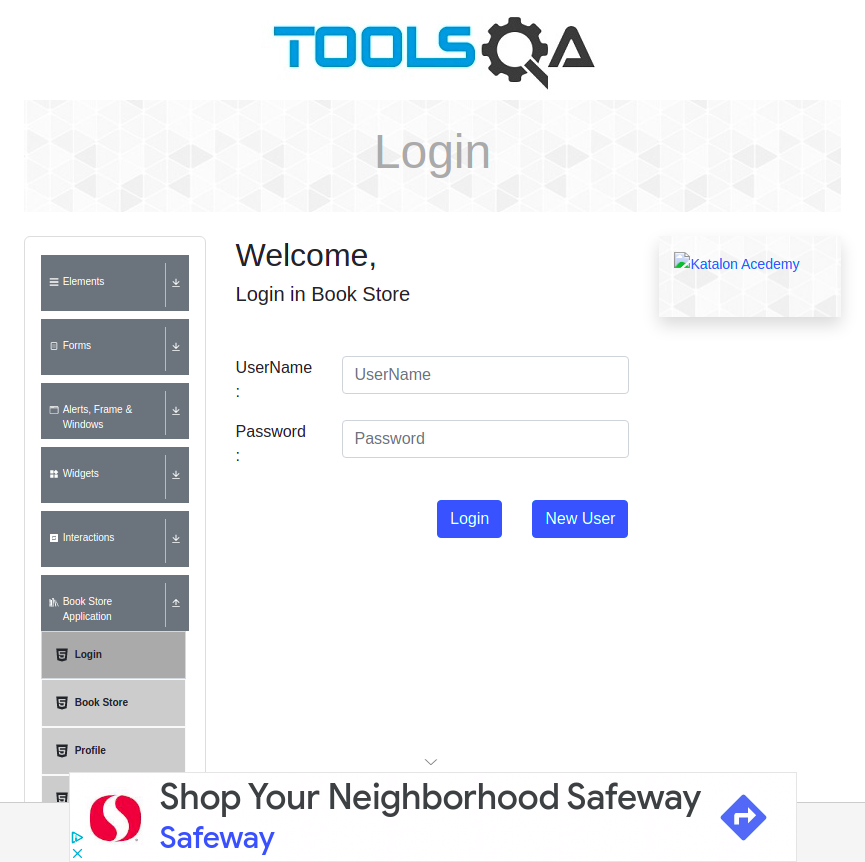 TOOLSQA
Login
Elements
Forms
Alerts, Frame &
Windows
Widgets
Interactions
Book Store
Application
Login
Book Store
Profile
Welcome,
Login in Book Store
UserName
:
UserName
Password
:
Password
Login
New User
Katalon Acedemy
Shop Your Neighborhood Safeway
Safeway